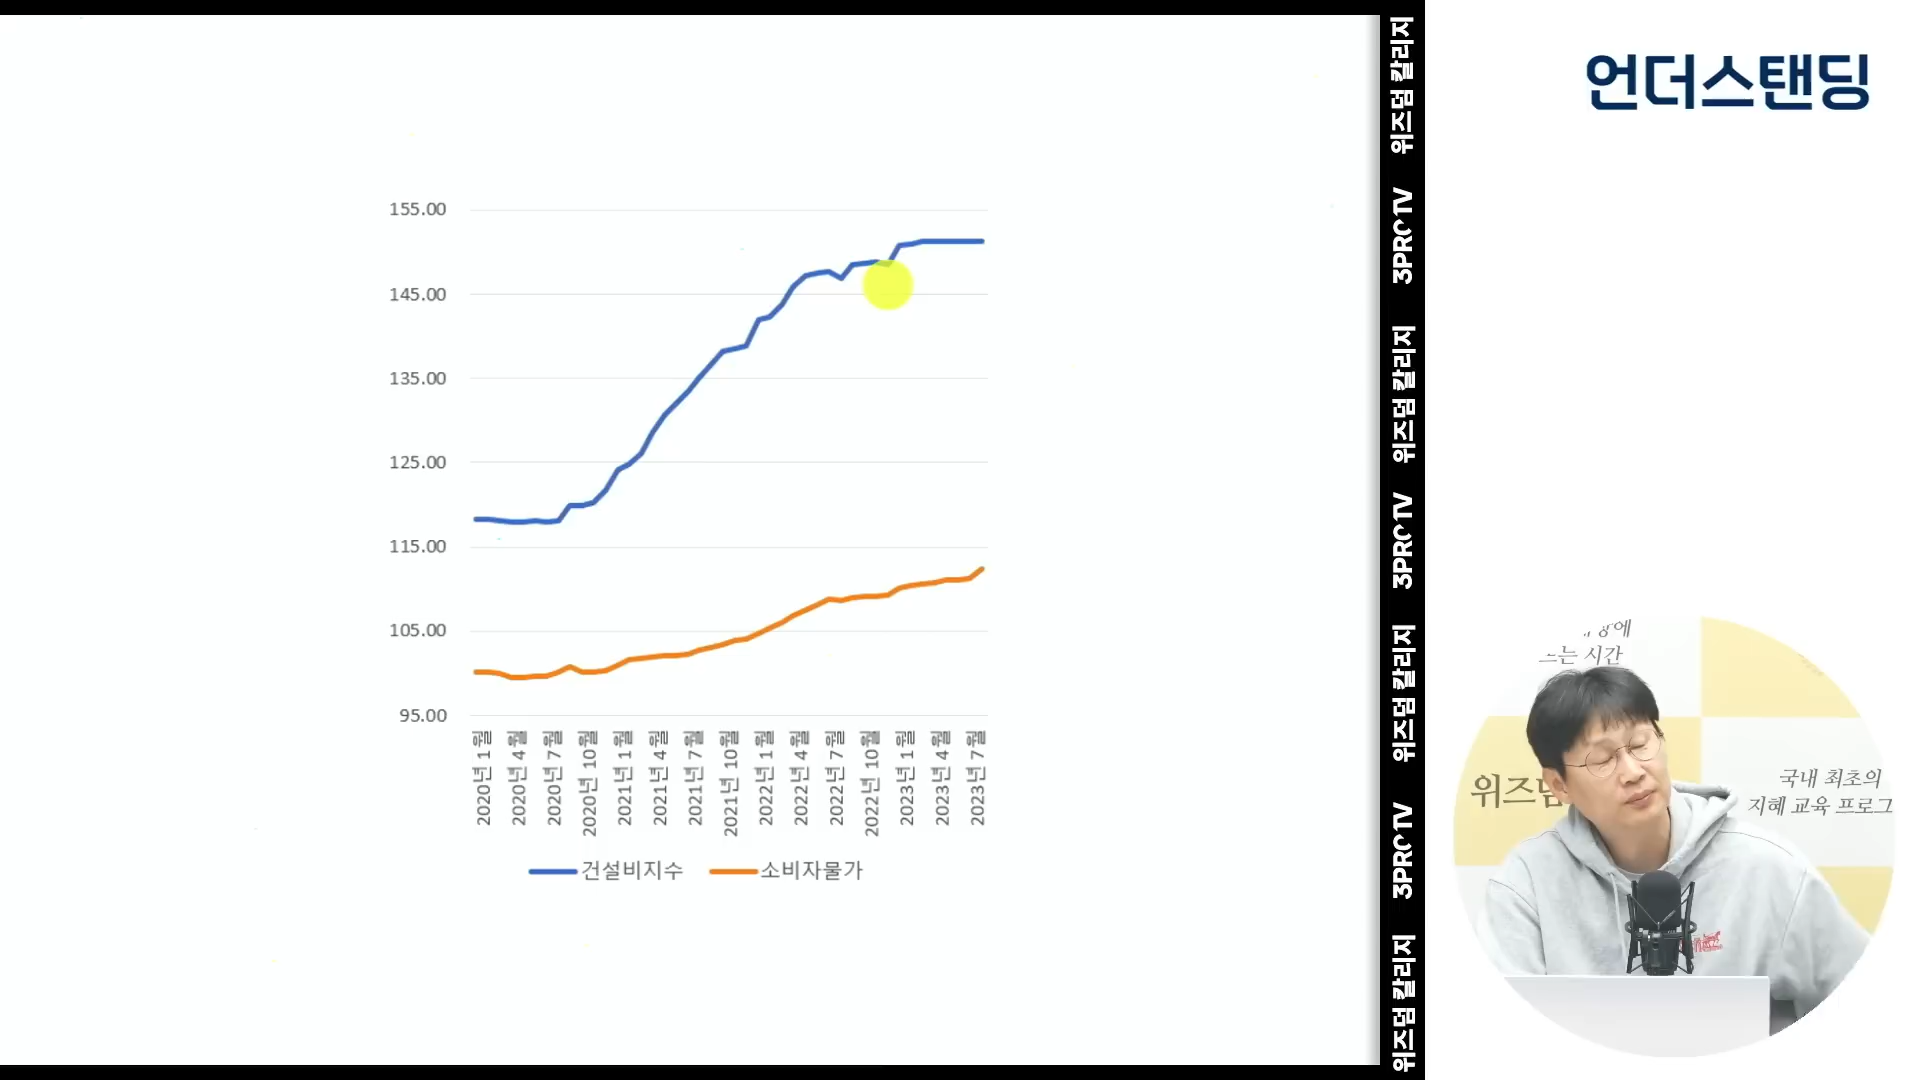 155.00
145.00
135.00
125.00
115.00
105.00
95.00
2020년 1월
2020년 4월
2020년 7월
2020년 10월
2021년 1월
2021년 4월
2021년 7월
2021년 10월
2022년 1월
2022년 4월
2022년 7월
2022년 10월
2023년 1월
2023년 4월
2023년 7월
건설비지수
소비자물가
위즈덤 칼리지
3PROTV
위즈덤 칼리지
3PROTV
위즈덤 칼리지
3PROTV
위즈덤 칼리지
언더스탠딩
는 시간
국내 최초의
지혜 교육 프로그